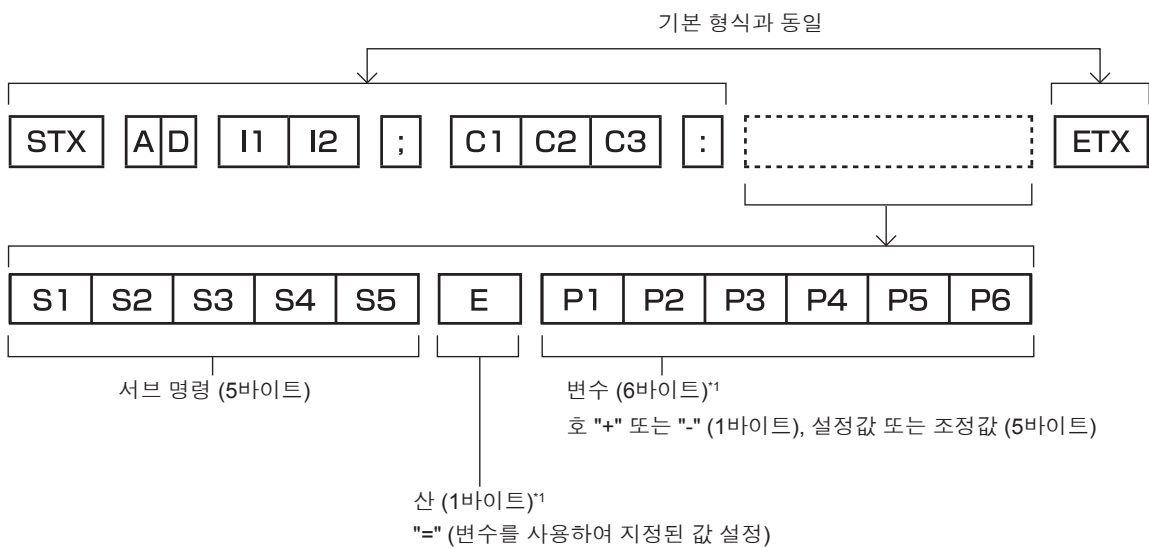 기본 형식과 동일
STX A D I1 I2 ; C1 C2 C3 : ETX
S1 S2 S3 S4 S5 E P1 P2 P3 P4 P5 P6
서브 명령 (5바이트)
변수 (6바이트)*1
호 "+" 또는 "-" (1바이트), 설정값 또는 조정값 (5바이트)
산 (1바이트)*1
"=" (변수를 사용하여 지정된 값 설정)